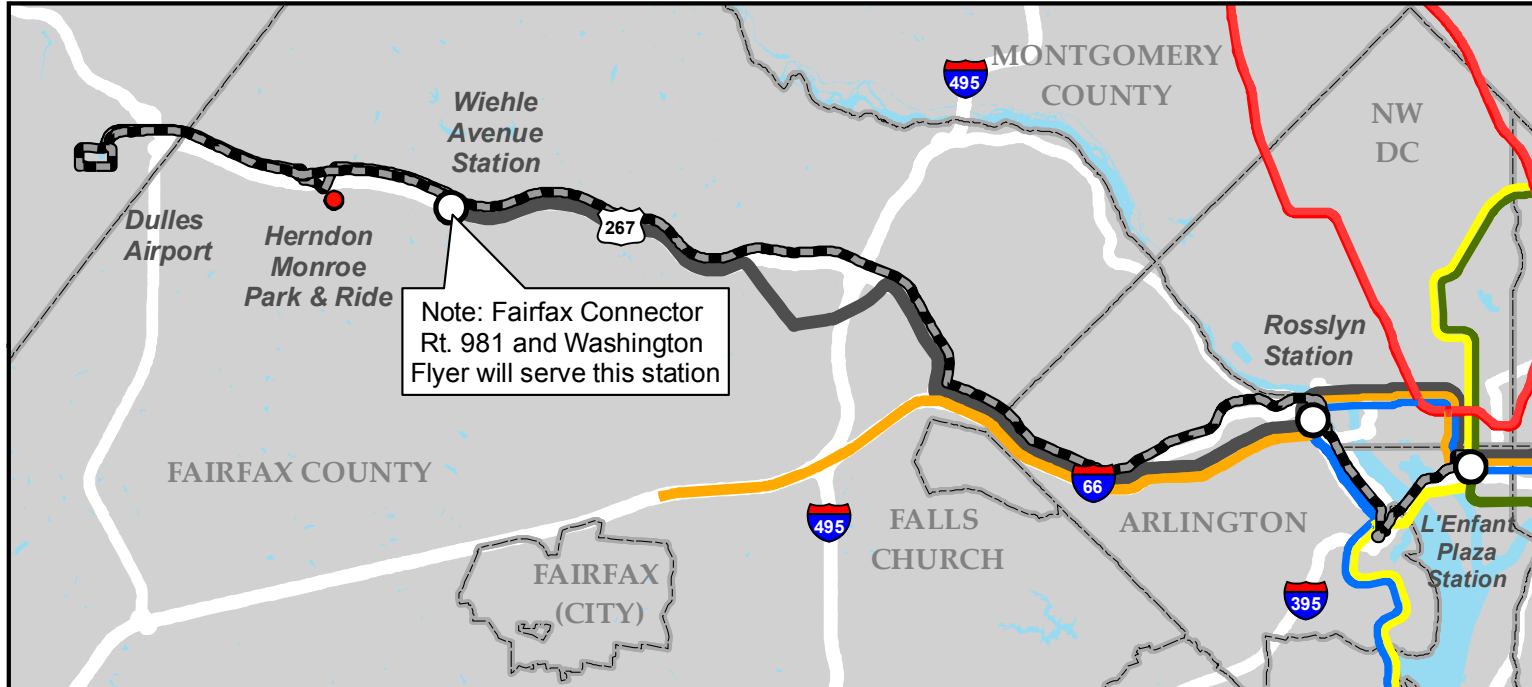 MONTGOMERY
COUNTY
495
NW
DC
Wiehle
Avenue
Station
Dulles
Airport
Herndon
Monroe
Park & Ride
267
Note: Fairfax Connector
Rt. 981 and Washington
Flyer will serve this station
Rosslyn
Station
FAIRFAX COUNTY
66
495
FALLS
CHURCH
ARLINGTON
L'Enfant
Plaza
Station
FAIRFAX
(CITY)
395